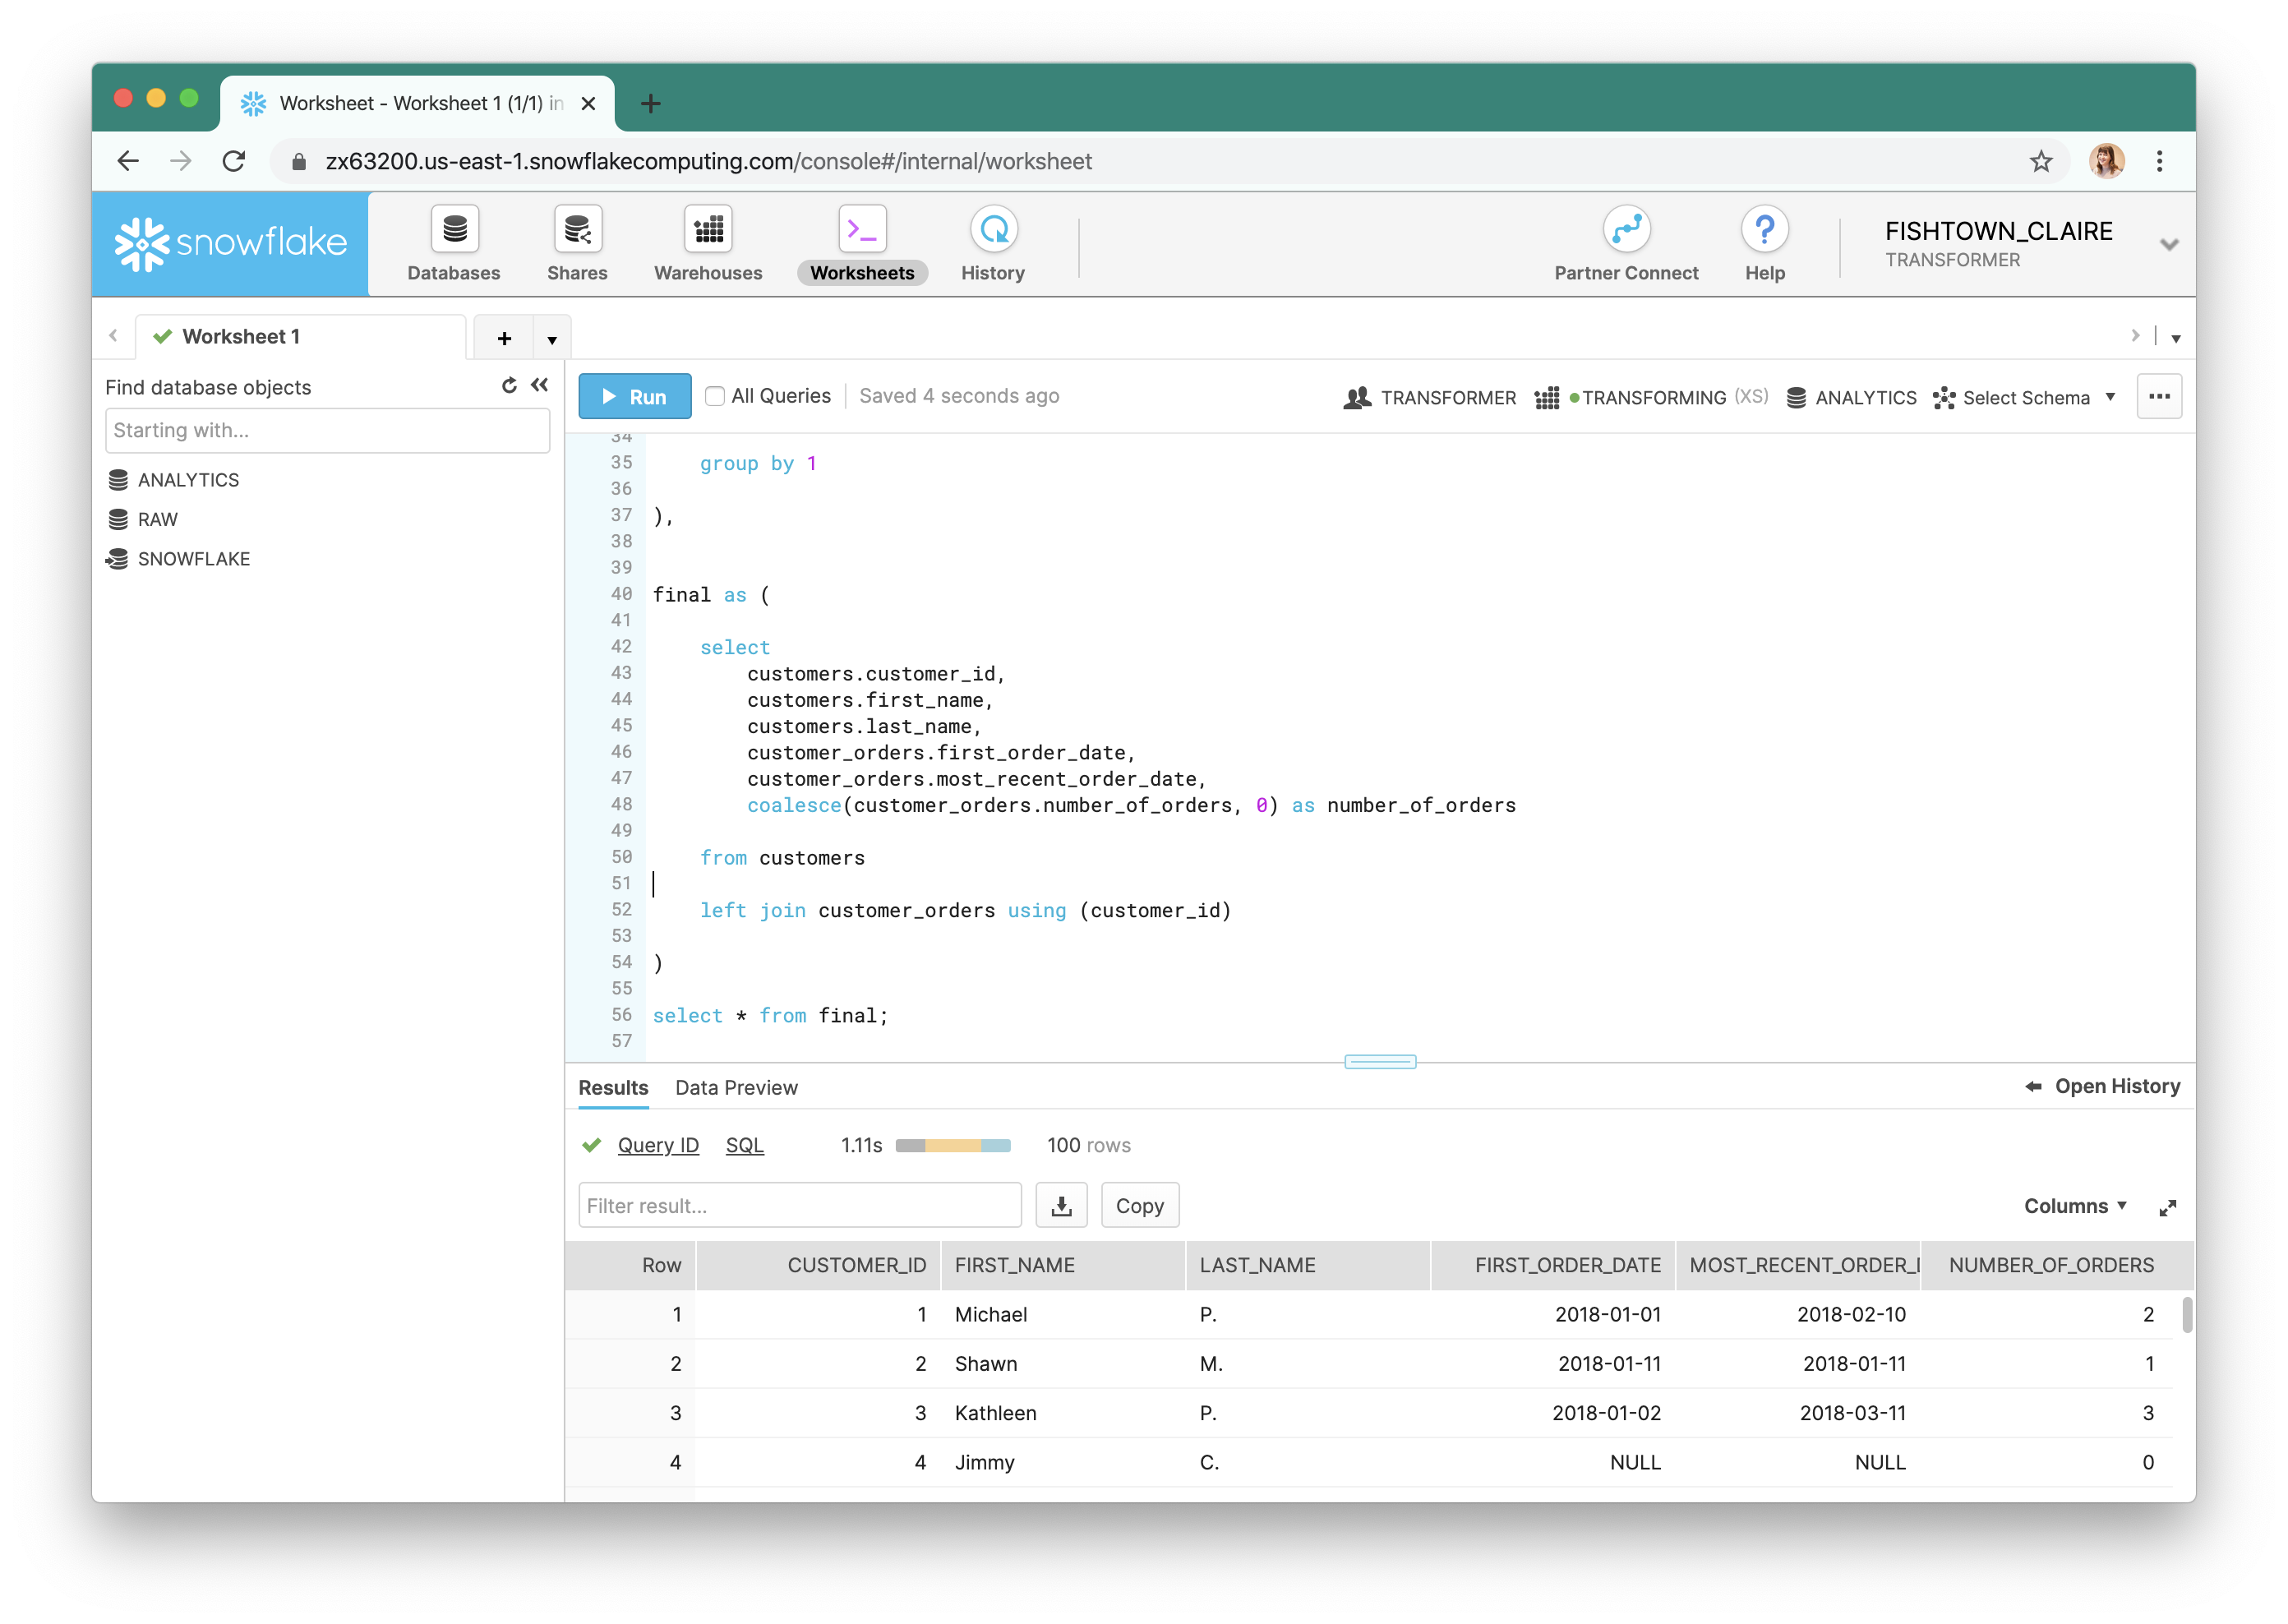 Worksheet - Worksheet 1 (1/1) in
zx63200.us-east-1.snowflakecomputing.com/console#/internal/worksheet
snowflake
Databases
Shares
Warehouses
Worksheets
History
Partner Connect
Help
FISHTOWN_CLAIRE
TRANSFORMER
Worksheet 1
Find database objects
Starting with...
ANALYTICS
RAW
SNOWFLAKE
Run All Queries Saved 4 seconds ago TRANSFORMER TRANSFORMING (XS) ANALYTICS Select Schema
34
35 group by 1
36
37 ),
38
39
40 final as (
41
42 select
43 customers.customer_id,
44 customers.first_name,
45 customers.last_name,
46 customer_orders.first_order_date,
47 customer_orders.most_recent_order_date,
48 coalesce(customer_orders.number_of_orders, 0) as number_of_orders
49
50 from customers
51
52 left join customer_orders using (customer_id)
53
54 )
55
56 select * from final;
57
Results Data Preview Open History
Query ID SQL 1.11s 100 rows
Filter result... Copy Columns
Row CUSTOMER_ID FIRST_NAME LAST_NAME FIRST_ORDER_DATE MOST_RECENT_ORDER_ NUMBER_OF_ORDERS
1 1 Michael P. 2018-01-01 2018-02-10 2
2 2 Shawn M. 2018-01-11 2018-01-11 1
3 3 Kathleen P. 2018-01-02 2018-03-11 3
4 4 Jimmy C. NULL NULL 0